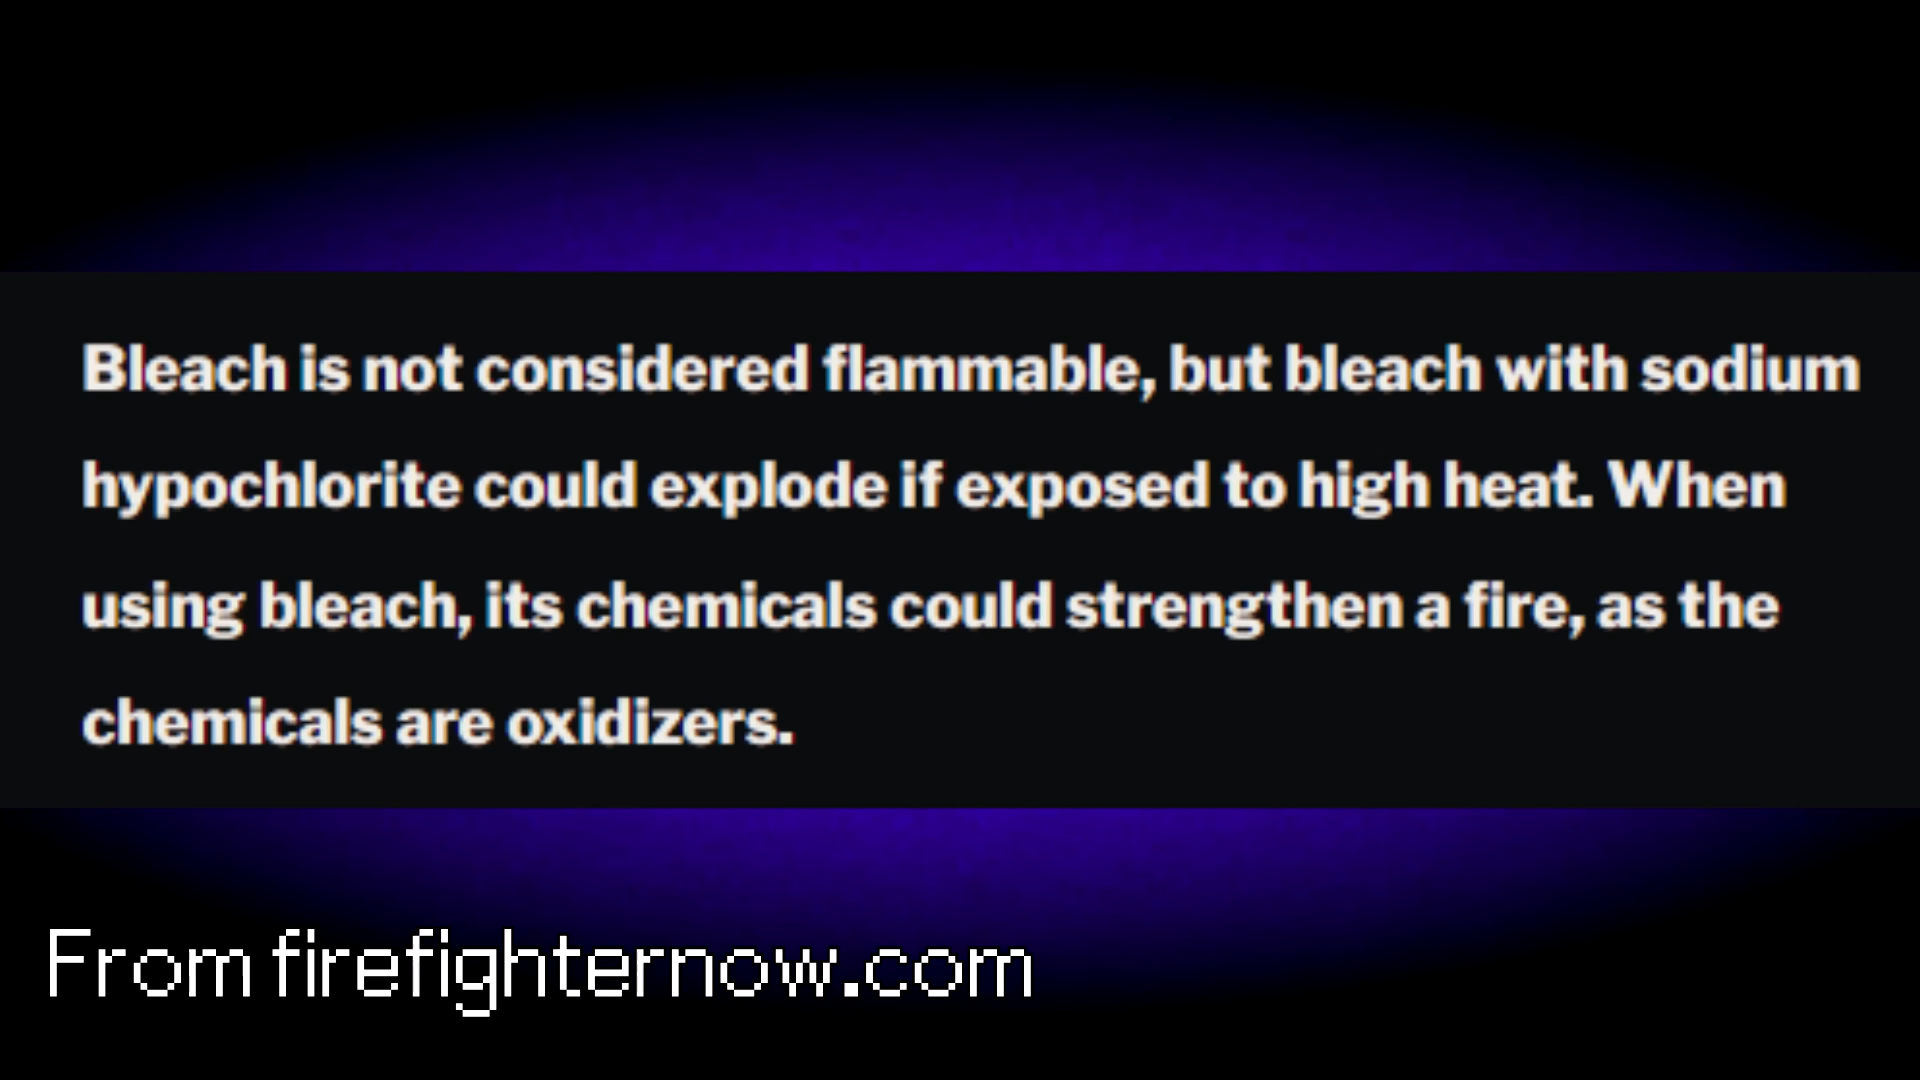 Bleach is not considered flammable, but bleach with sodium
hypochlorite could explode if exposed to high heat. When
using bleach, its chemicals could strengthen a fire, as the
chemicals are oxidizers.
From firefighternow.com